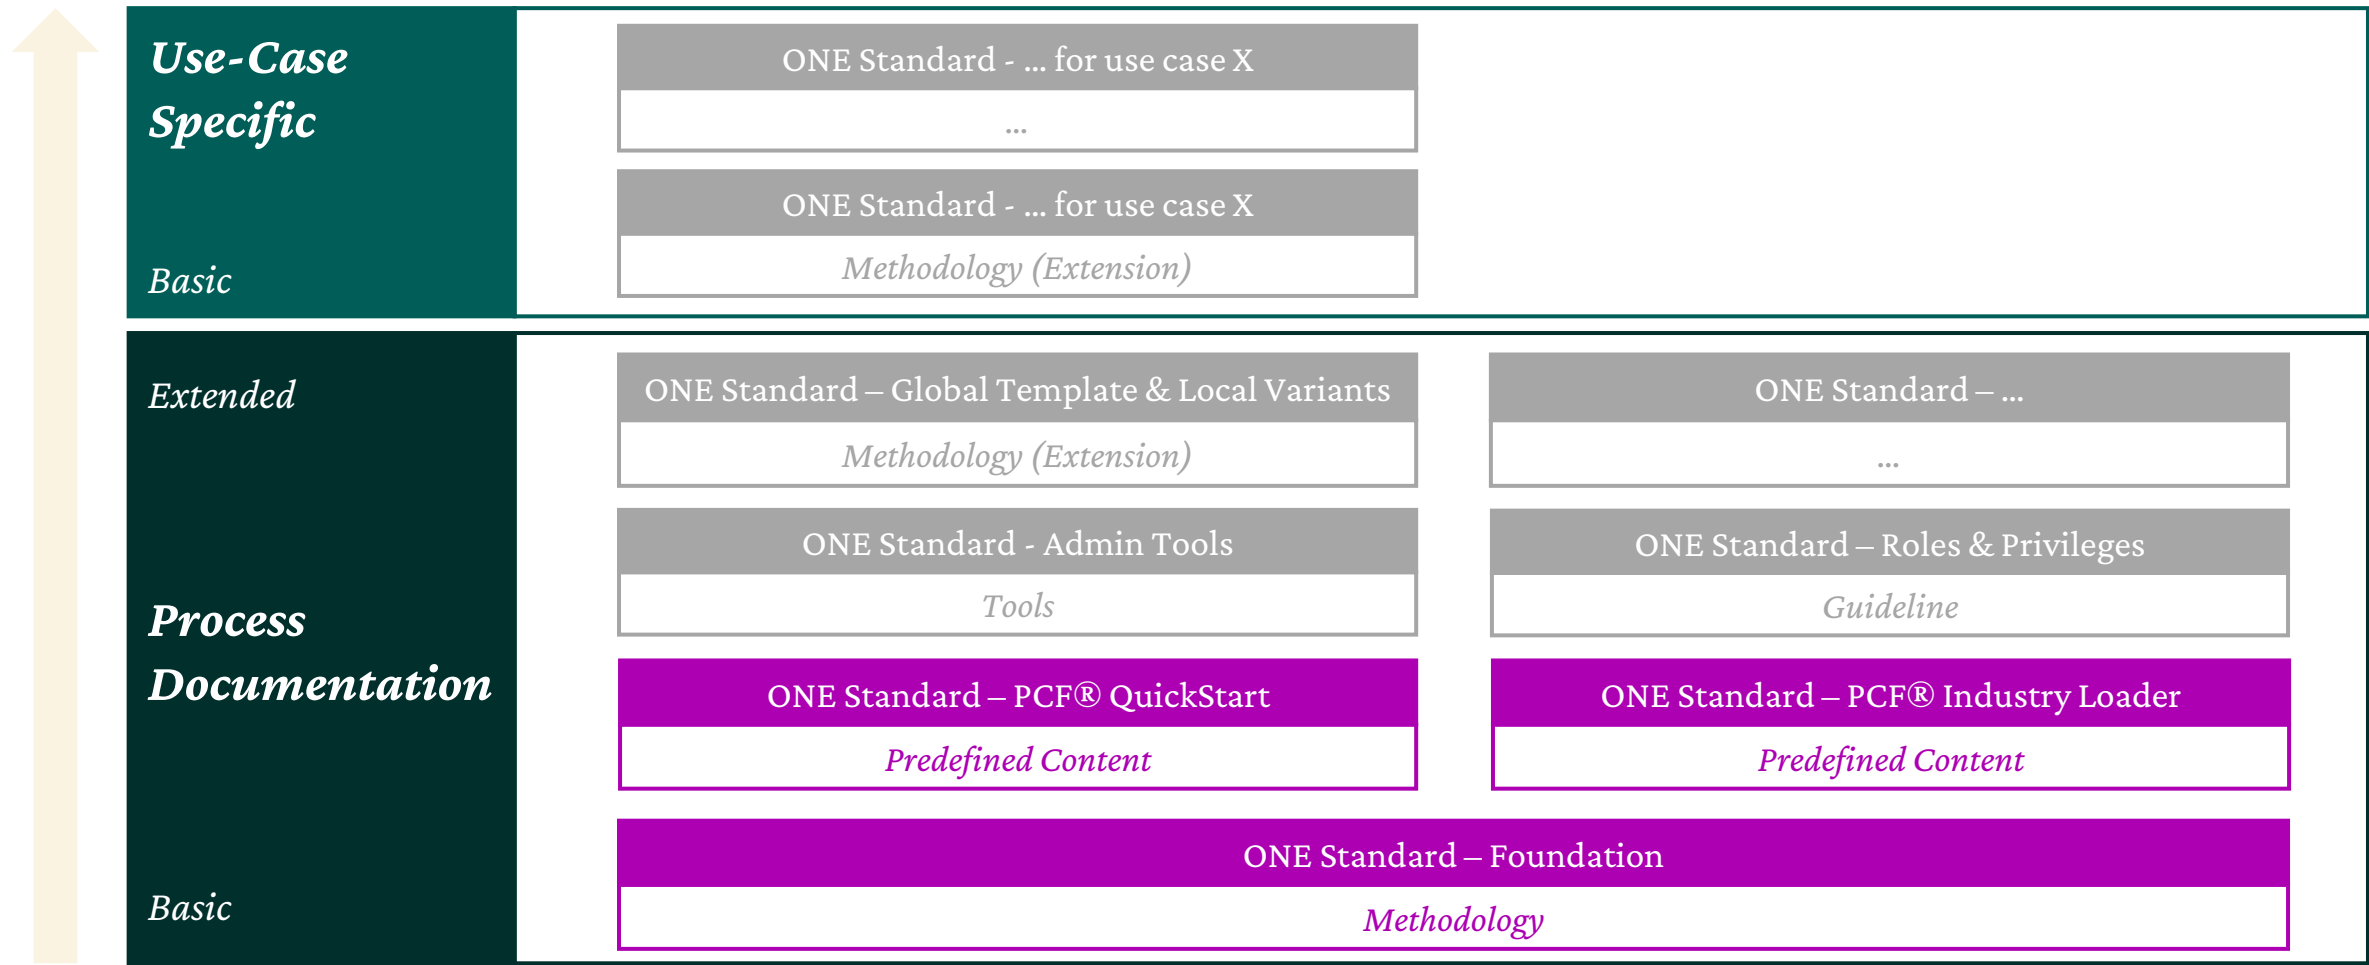 Use-Case
Specific
Basic
ONE Standard - ... for use case X
...
ONE Standard - ... for use case X
Methodology (Extension)
Extended
Process
Documentation
Basic
ONE Standard – Global Template & Local Variants
Methodology (Extension)
ONE Standard – ...
...
ONE Standard - Admin Tools
Tools
ONE Standard – Roles & Privileges
Guideline
ONE Standard – PCF® QuickStart
Predefined Content
ONE Standard – PCF® Industry Loader
Predefined Content
ONE Standard – Foundation
Methodology